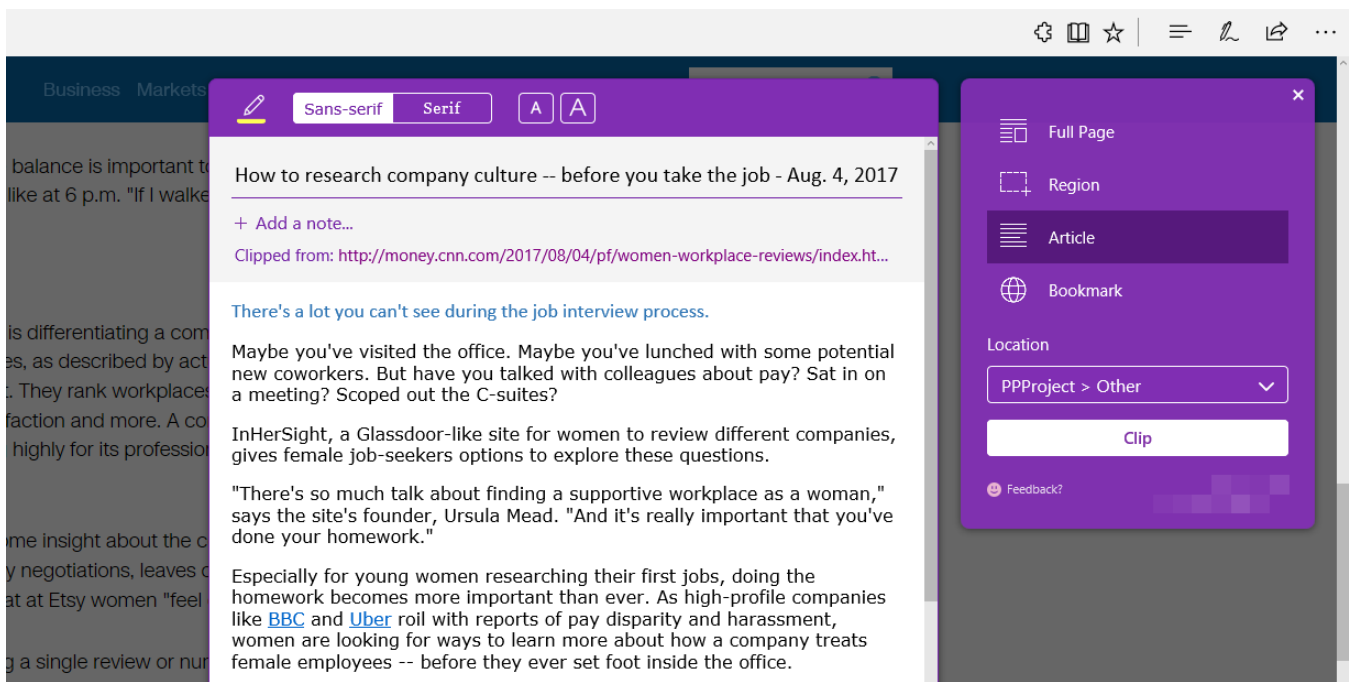 Business Markets
Sans-serif Serif A A
How to research company culture -- before you take the job - Aug. 4, 2017
+ Add a note...
Clipped from: http://money.cnn.com/2017/08/04/pf/women-workplace-reviews/index.ht...
There's a lot you can't see during the job interview process.
Maybe you've visited the office. Maybe you've lunched with some potential
new coworkers. But have you talked with colleagues about pay? Sat in on
a meeting? Scoped out the C-suites?
InHerSight, a Glassdoor-like site for women to review different companies,
gives female job-seekers options to explore these questions.
"There's so much talk about finding a supportive workplace as a woman,"
says the site's founder, Ursula Mead. "And it's really important that you've
done your homework."
Especially for young women researching their first jobs, doing the
homework becomes more important than ever. As high-profile companies
like BBC and Uber roil with reports of pay disparity and harassment,
women are looking for ways to learn more about how a company treats
female employees -- before they ever set foot inside the office.
balance is important to
like at 6 p.m. "If I walke
is differentiating a com
es, as described by act
. They rank workplaces
faction and more. A co
highly for its profession
ome insight about the c
y negotiations, leaves
at at Etsy women "feel
g a single review or nur
Full Page
Region
Article
Bookmark
Location
PPProject > Other
Clip
Feedback?